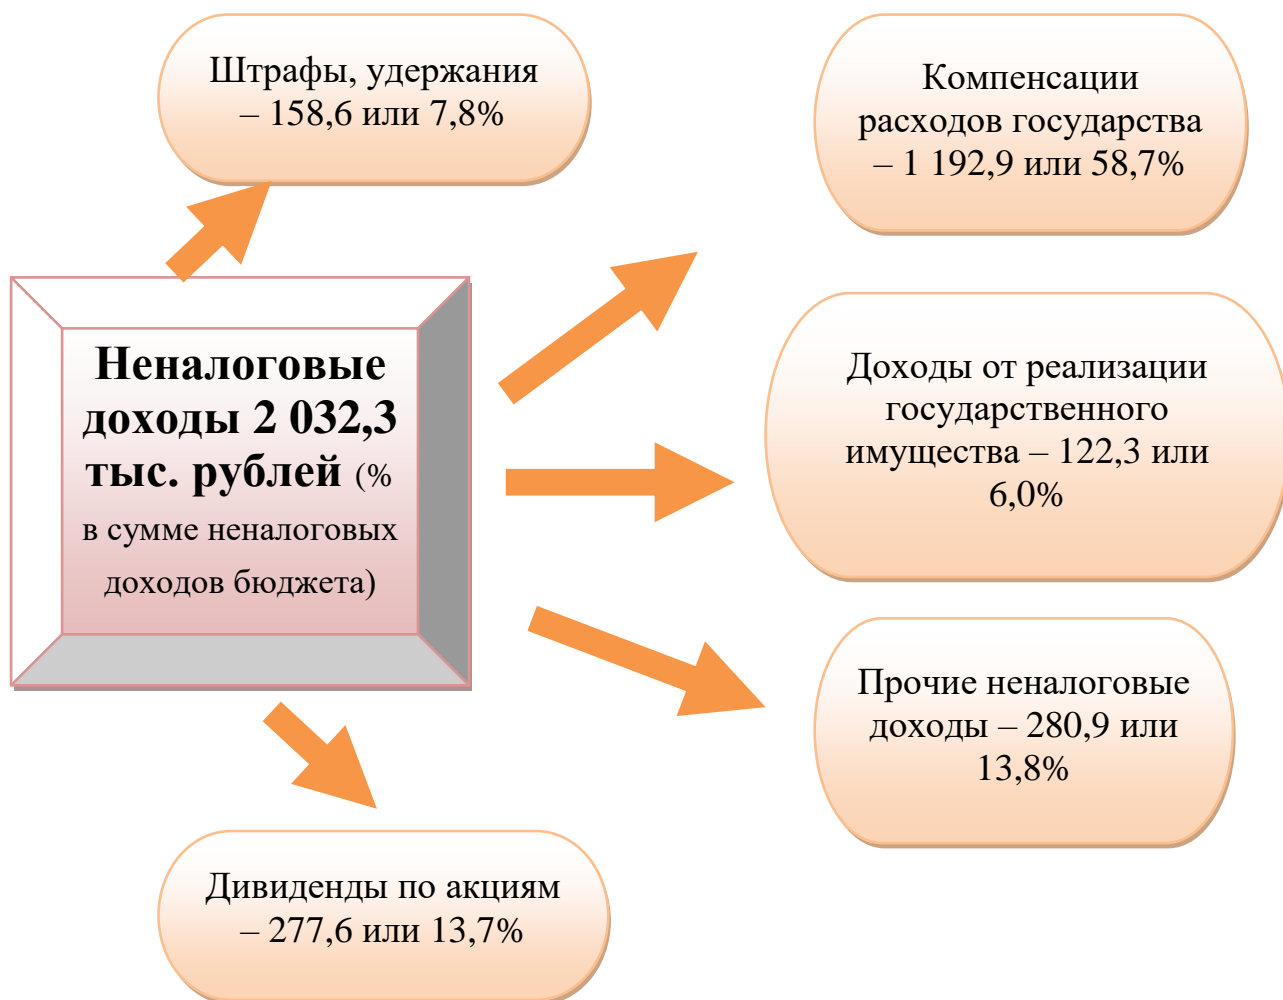 Штрафы, удержания
– 158,6 или 7,8%
Компенсации
расходов государства
– 1 192,9 или 58,7%
Неналоговые
доходы 2 032,3
тыс. рублей (%
в сумме неналоговых
доходов бюджета)
Доходы от реализации
государственного
имущества – 122,3 или
6,0%
Прочие неналоговые
доходы – 280,9 или
13,8%
Дивиденды по акциям
– 277,6 или 13,7%